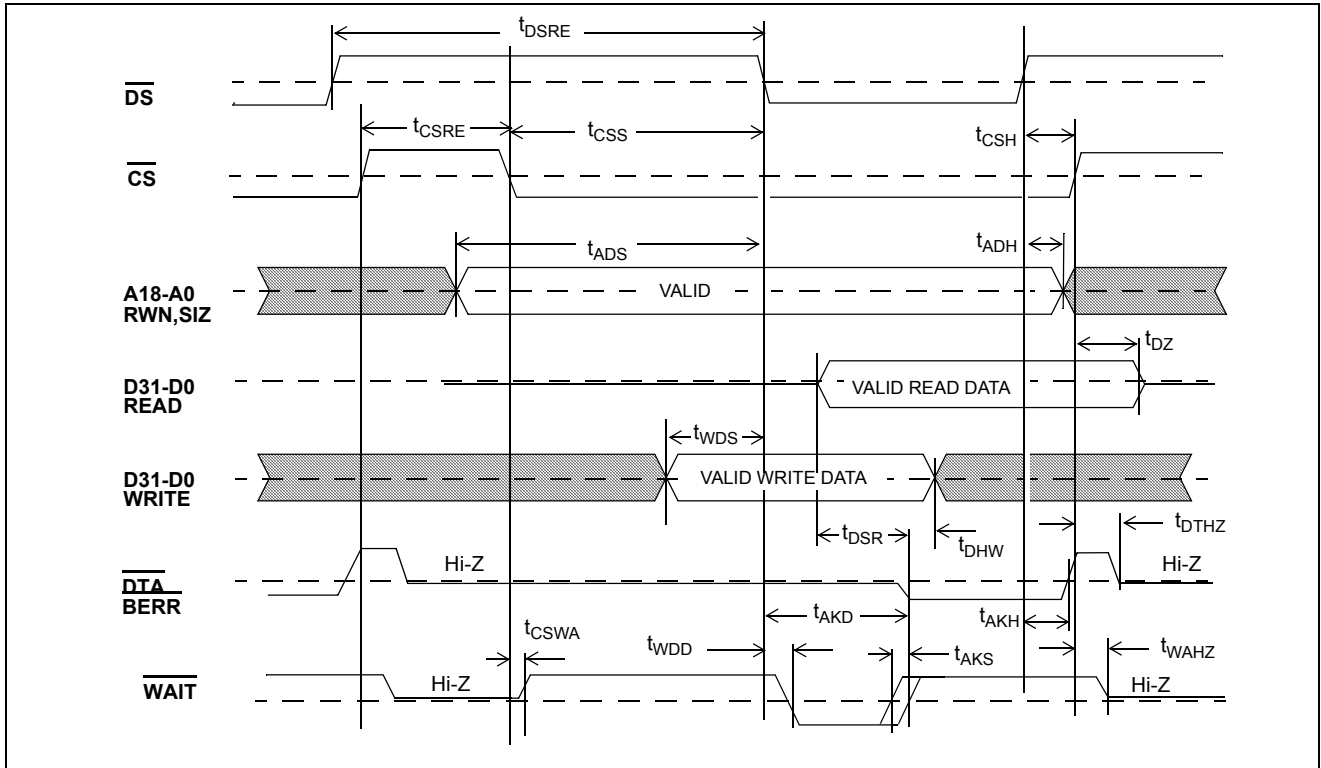 tDSRE
DS
tCSRE
tCSS
tCSH
CS
tADS
tADH
A18-A0
RWN,SIZ
VALID
tDZ
D31-D0
READ
VALID READ DATA
tWDS
D31-D0
WRITE
VALID WRITE DATA
tDSR
tDHW
tDTHZ
DTA
BERR
Hi-Z
Hi-Z
tAKD
tAKH
tCSWA
tWDD
tAKS
tWAHZ
WAIT
Hi-Z
Hi-Z